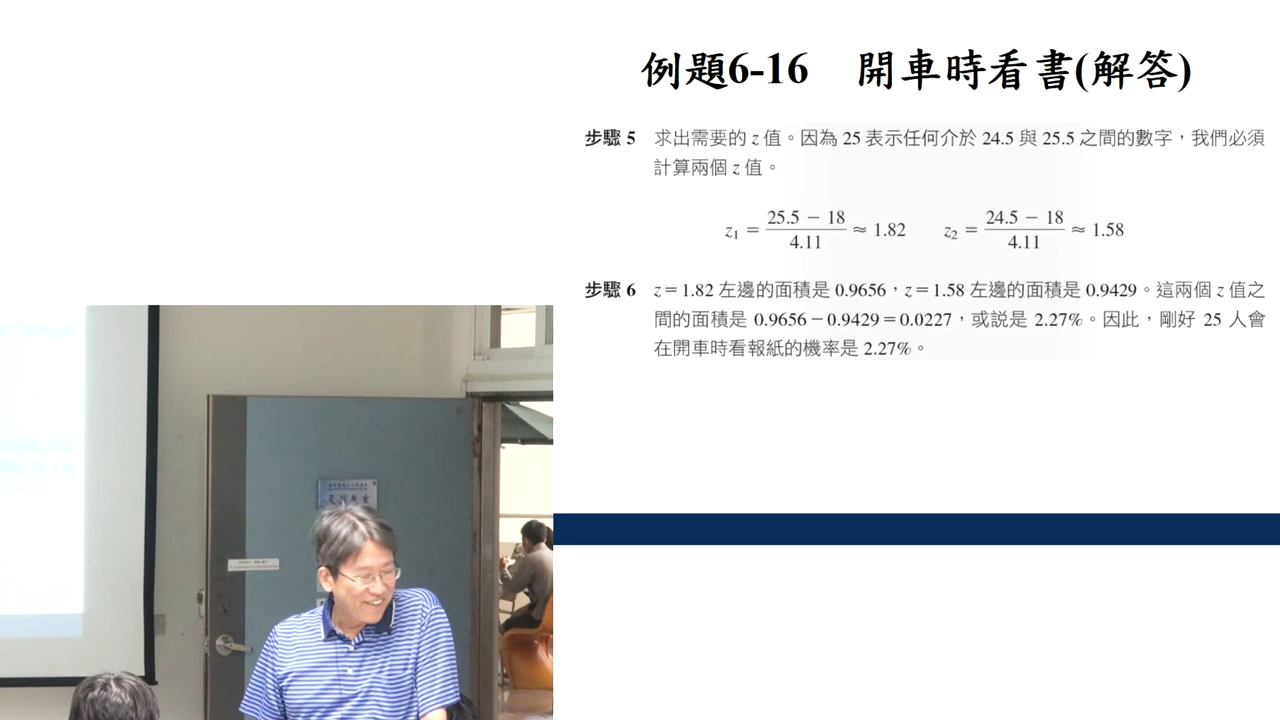 例題6-16 開車時看書(解答)
步驟 5 求出需要的 z 值。因為 25 表示任何介於 24.5 與 25.5 之間的數字，我們必須
計算兩個 z 值。
z₁ = (25.5 − 18) / 4.11 ≈ 1.82 z₂ = (24.5 − 18) / 4.11 ≈ 1.58
步驟 6 z = 1.82 左邊的面積是 0.9656，z = 1.58 左邊的面積是 0.9429。這兩個 z 值之
間的面積是 0.9656 − 0.9429 = 0.0227，或説是 2.27%。因此，剛好 25 人會
在開車時看報紙的機率是 2.27%。